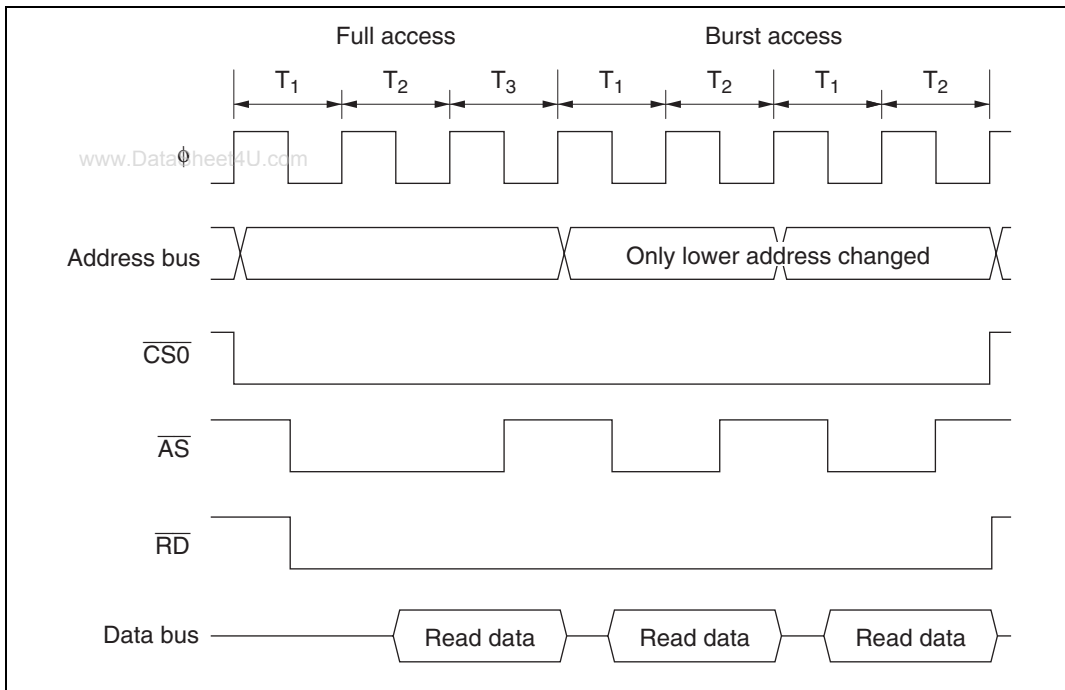 Full access Burst access
T1 T2 T3 T1 T2 T1 T2
www.DataSheet4U.com
ϕ
Address bus Only lower address changed
CS0
AS
RD
Data bus Read data Read data Read data